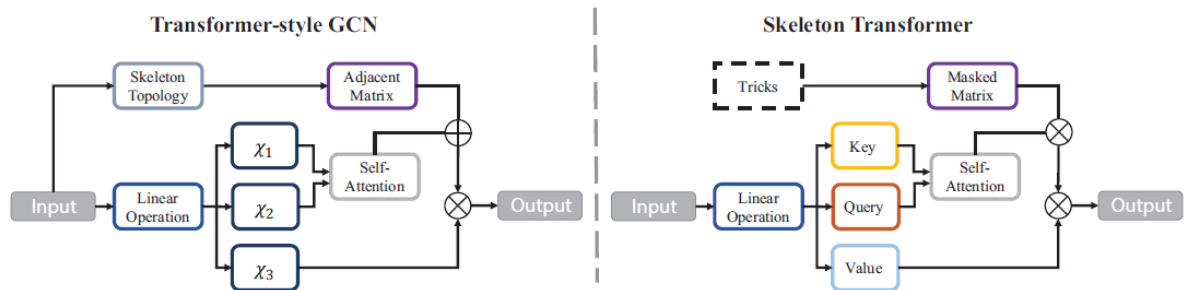 Transformer-style GCN
Skeleton
Topology
Adjacent
Matrix
χ1
χ2
χ3
Self-
Attention
Input
Linear
Operation
Output
Skeleton Transformer
Tricks
Masked
Matrix
Key
Query
Value
Self-
Attention
Input
Linear
Operation
Output